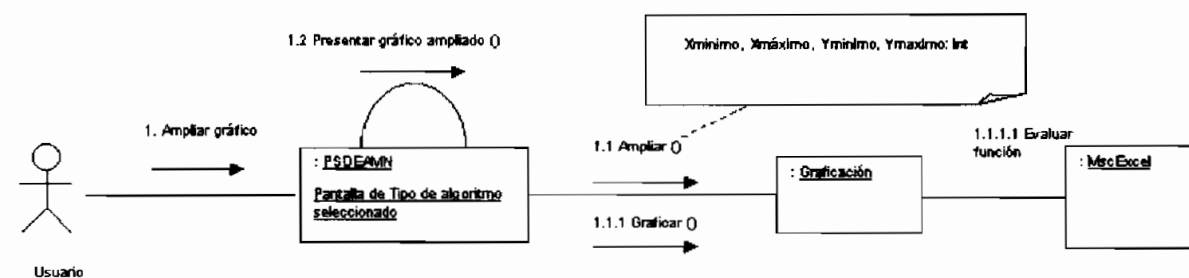 1.2 Presentar gráfico ampliado ()
Xminimo, Xmáximo, Yminimo, Ymaximo: Int
1. Ampliar gráfico
1.1 Ampliar ()
1.1.1.1 Evaluar
función
: PSDEAMN
Pantalla de Tipo de algoritmo
seleccionado
: Graficación
: MscExcel
1.1.1 Graficar ()
Usuario